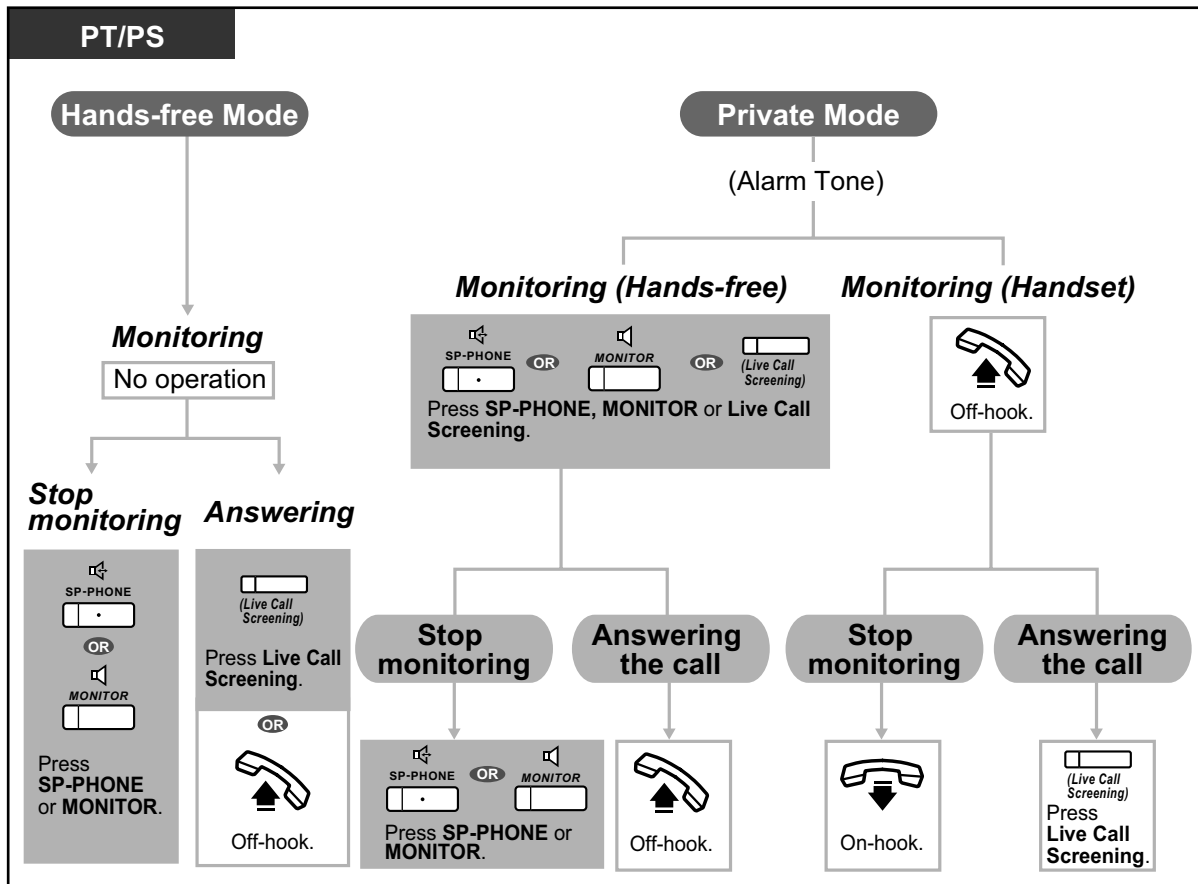 PT/PS
Hands-free Mode
Monitoring
No operation
Stop
monitoring
SP-PHONE
OR
MONITOR
Press
SP-PHONE
or MONITOR.
Answering
(Live Call
Screening)
Press Live Call
Screening.
OR
Off-hook.
Private Mode
(Alarm Tone)
Monitoring (Hands-free)
SP-PHONE
OR
MONITOR
OR
(Live Call
Screening)
Press SP-PHONE, MONITOR or Live Call
Screening.
Stop
monitoring
SP-PHONE
OR
MONITOR
Press SP-PHONE or
MONITOR.
Answering
the call
Off-hook.
Monitoring (Handset)
Off-hook.
Stop
monitoring
On-hook.
Answering
the call
(Live Call
Screening)
Press
Live Call
Screening.